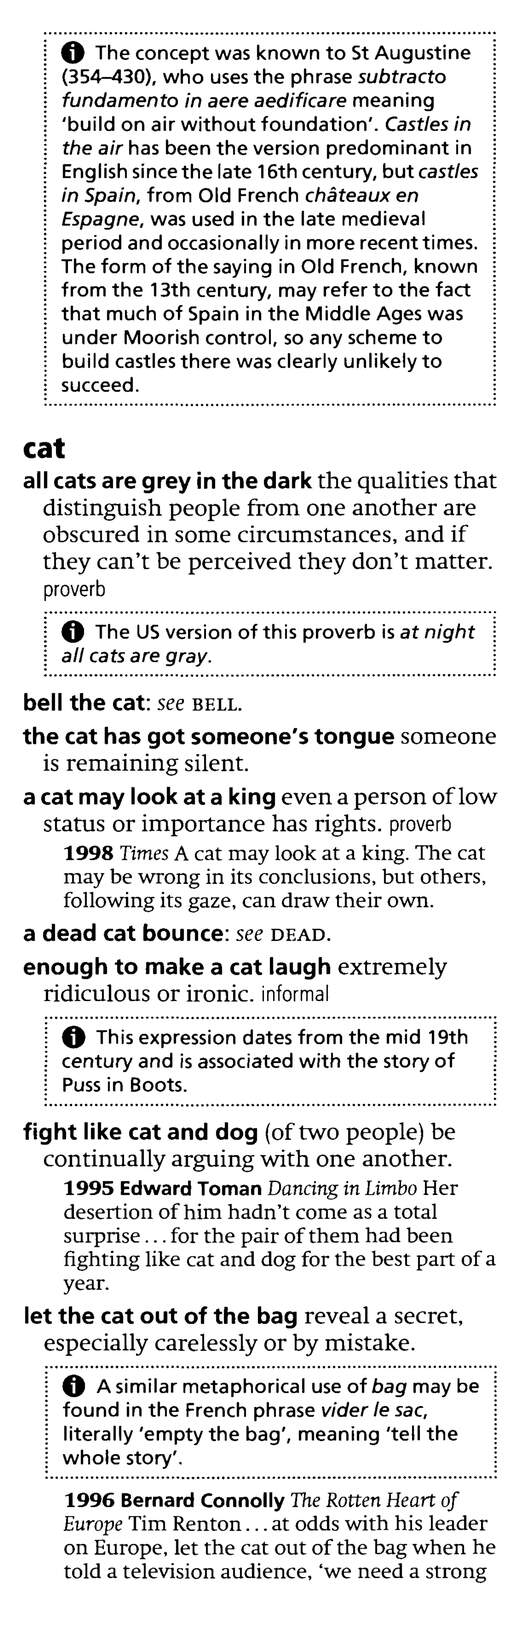 ℹ The concept was known to St Augustine
(354–430), who uses the phrase subtracto
fundamento in aere aedificare meaning
‘build on air without foundation’. Castles in
the air has been the version predominant in
English since the late 16th century, but castles
in Spain, from Old French châteaux en
Espagne, was used in the late medieval
period and occasionally in more recent times.
The form of the saying in Old French, known
from the 13th century, may refer to the fact
that much of Spain in the Middle Ages was
under Moorish control, so any scheme to
build castles there was clearly unlikely to
succeed.
cat
all cats are grey in the dark the qualities that
distinguish people from one another are
obscured in some circumstances, and if
they can’t be perceived they don’t matter.
proverb
ℹ The US version of this proverb is at night
all cats are gray.
bell the cat: see BELL.
the cat has got someone’s tongue someone
is remaining silent.
a cat may look at a king even a person of low
status or importance has rights. proverb
1998 Times A cat may look at a king. The cat
may be wrong in its conclusions, but others,
following its gaze, can draw their own.
a dead cat bounce: see DEAD.
enough to make a cat laugh extremely
ridiculous or ironic. informal
ℹ This expression dates from the mid 19th
century and is associated with the story of
Puss in Boots.
fight like cat and dog (of two people) be
continually arguing with one another.
1995 Edward Toman Dancing in Limbo Her
desertion of him hadn’t come as a total
surprise ... for the pair of them had been
fighting like cat and dog for the best part of a
year.
let the cat out of the bag reveal a secret,
especially carelessly or by mistake.
ℹ A similar metaphorical use of bag may be
found in the French phrase vider le sac,
literally ‘empty the bag’, meaning ‘tell the
whole story’.
1996 Bernard Connolly The Rotten Heart of
Europe Tim Renton ... at odds with his leader
on Europe, let the cat out of the bag when he
told a television audience, ‘we need a strong